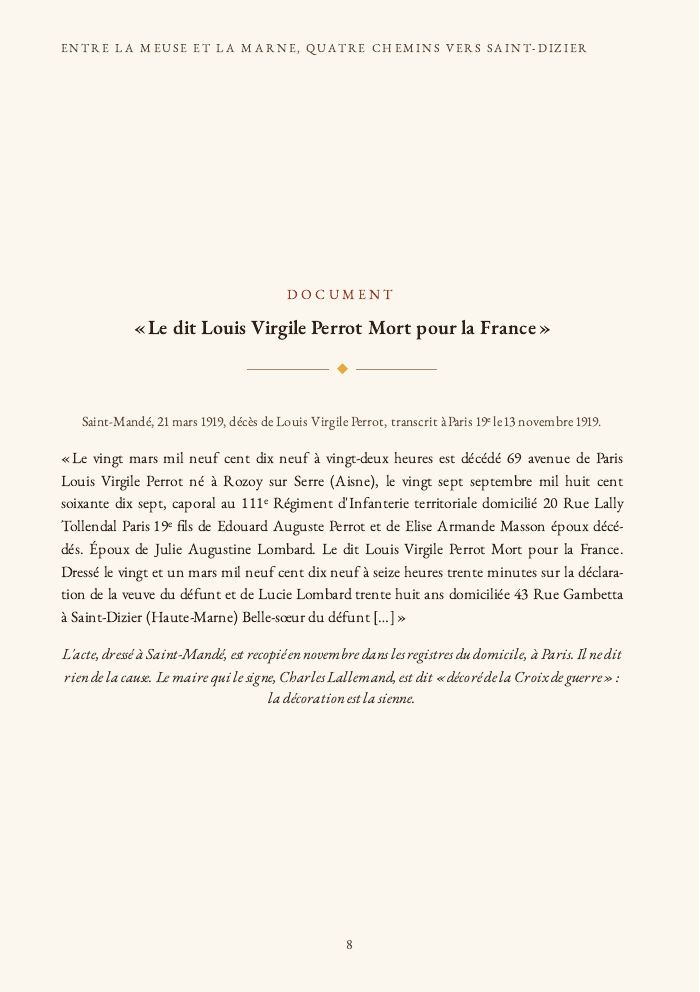 ENTRE LA MEUSE ET LA MARNE, QUATRE CHEMINS VERS SAINT-DIZIER
DOCUMENT
« Le dit Louis Virgile Perrot Mort pour la France »
Saint-Mandé, 21 mars 1919, décès de Louis Virgile Perrot, transcrit à Paris 19e le 13 novembre 1919.
« Le vingt mars mil neuf cent dix neuf à vingt-deux heures est décédé 69 avenue de Paris
Louis Virgile Perrot né à Rozoy sur Serre (Aisne), le vingt sept septembre mil huit cent
soixante dix sept, caporal au 111e Régiment d'Infanterie territoriale domicilié 20 Rue Lally
Tollendal Paris 19e fils de Edouard Auguste Perrot et de Elise Armande Masson époux décé-
dés. Époux de Julie Augustine Lombard. Le dit Louis Virgile Perrot Mort pour la France.
Dressé le vingt et un mars mil neuf cent dix neuf à seize heures trente minutes sur la déclara-
tion de la veuve du défunt et de Lucie Lombard trente huit ans domiciliée 43 Rue Gambetta
à Saint-Dizier (Haute-Marne) Belle-sœur du défunt [...] »
L'acte, dressé à Saint-Mandé, est recopié en novembre dans les registres du domicile, à Paris. Il ne dit
rien de la cause. Le maire qui le signe, Charles Lallemand, est dit « décoré de la Croix de guerre » :
la décoration est la sienne.
8